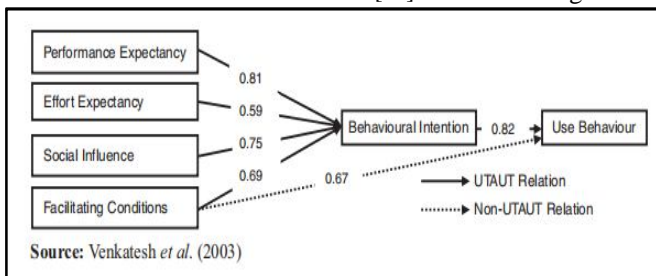 Performance Expectancy
0.81
Effort Expectancy
0.59
Behavioural Intention
0.82
Use Behaviour
Social Influence
0.75
0.69
0.67
UTAUT Relation
Facilitating Conditions
Non-UTAUT Relation
Source: Venkatesh et al. (2003)